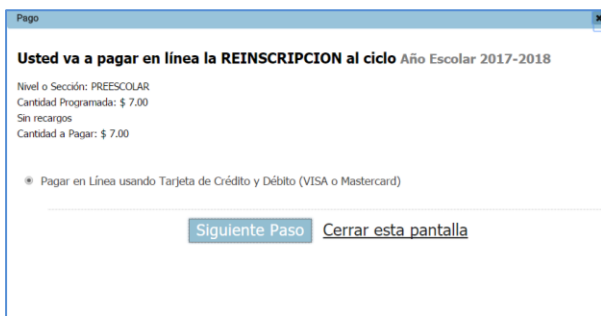 Pago
Usted va a pagar en línea la REINSCRIPCION al ciclo Año Escolar 2017-2018
Nivel o Sección: PREESCOLAR
Cantidad Programada: $ 7.00
Sin recargos
Cantidad a Pagar: $ 7.00
Pagar en Línea usando Tarjeta de Crédito y Débito (VISA o Mastercard)
Siguiente Paso Cerrar esta pantalla